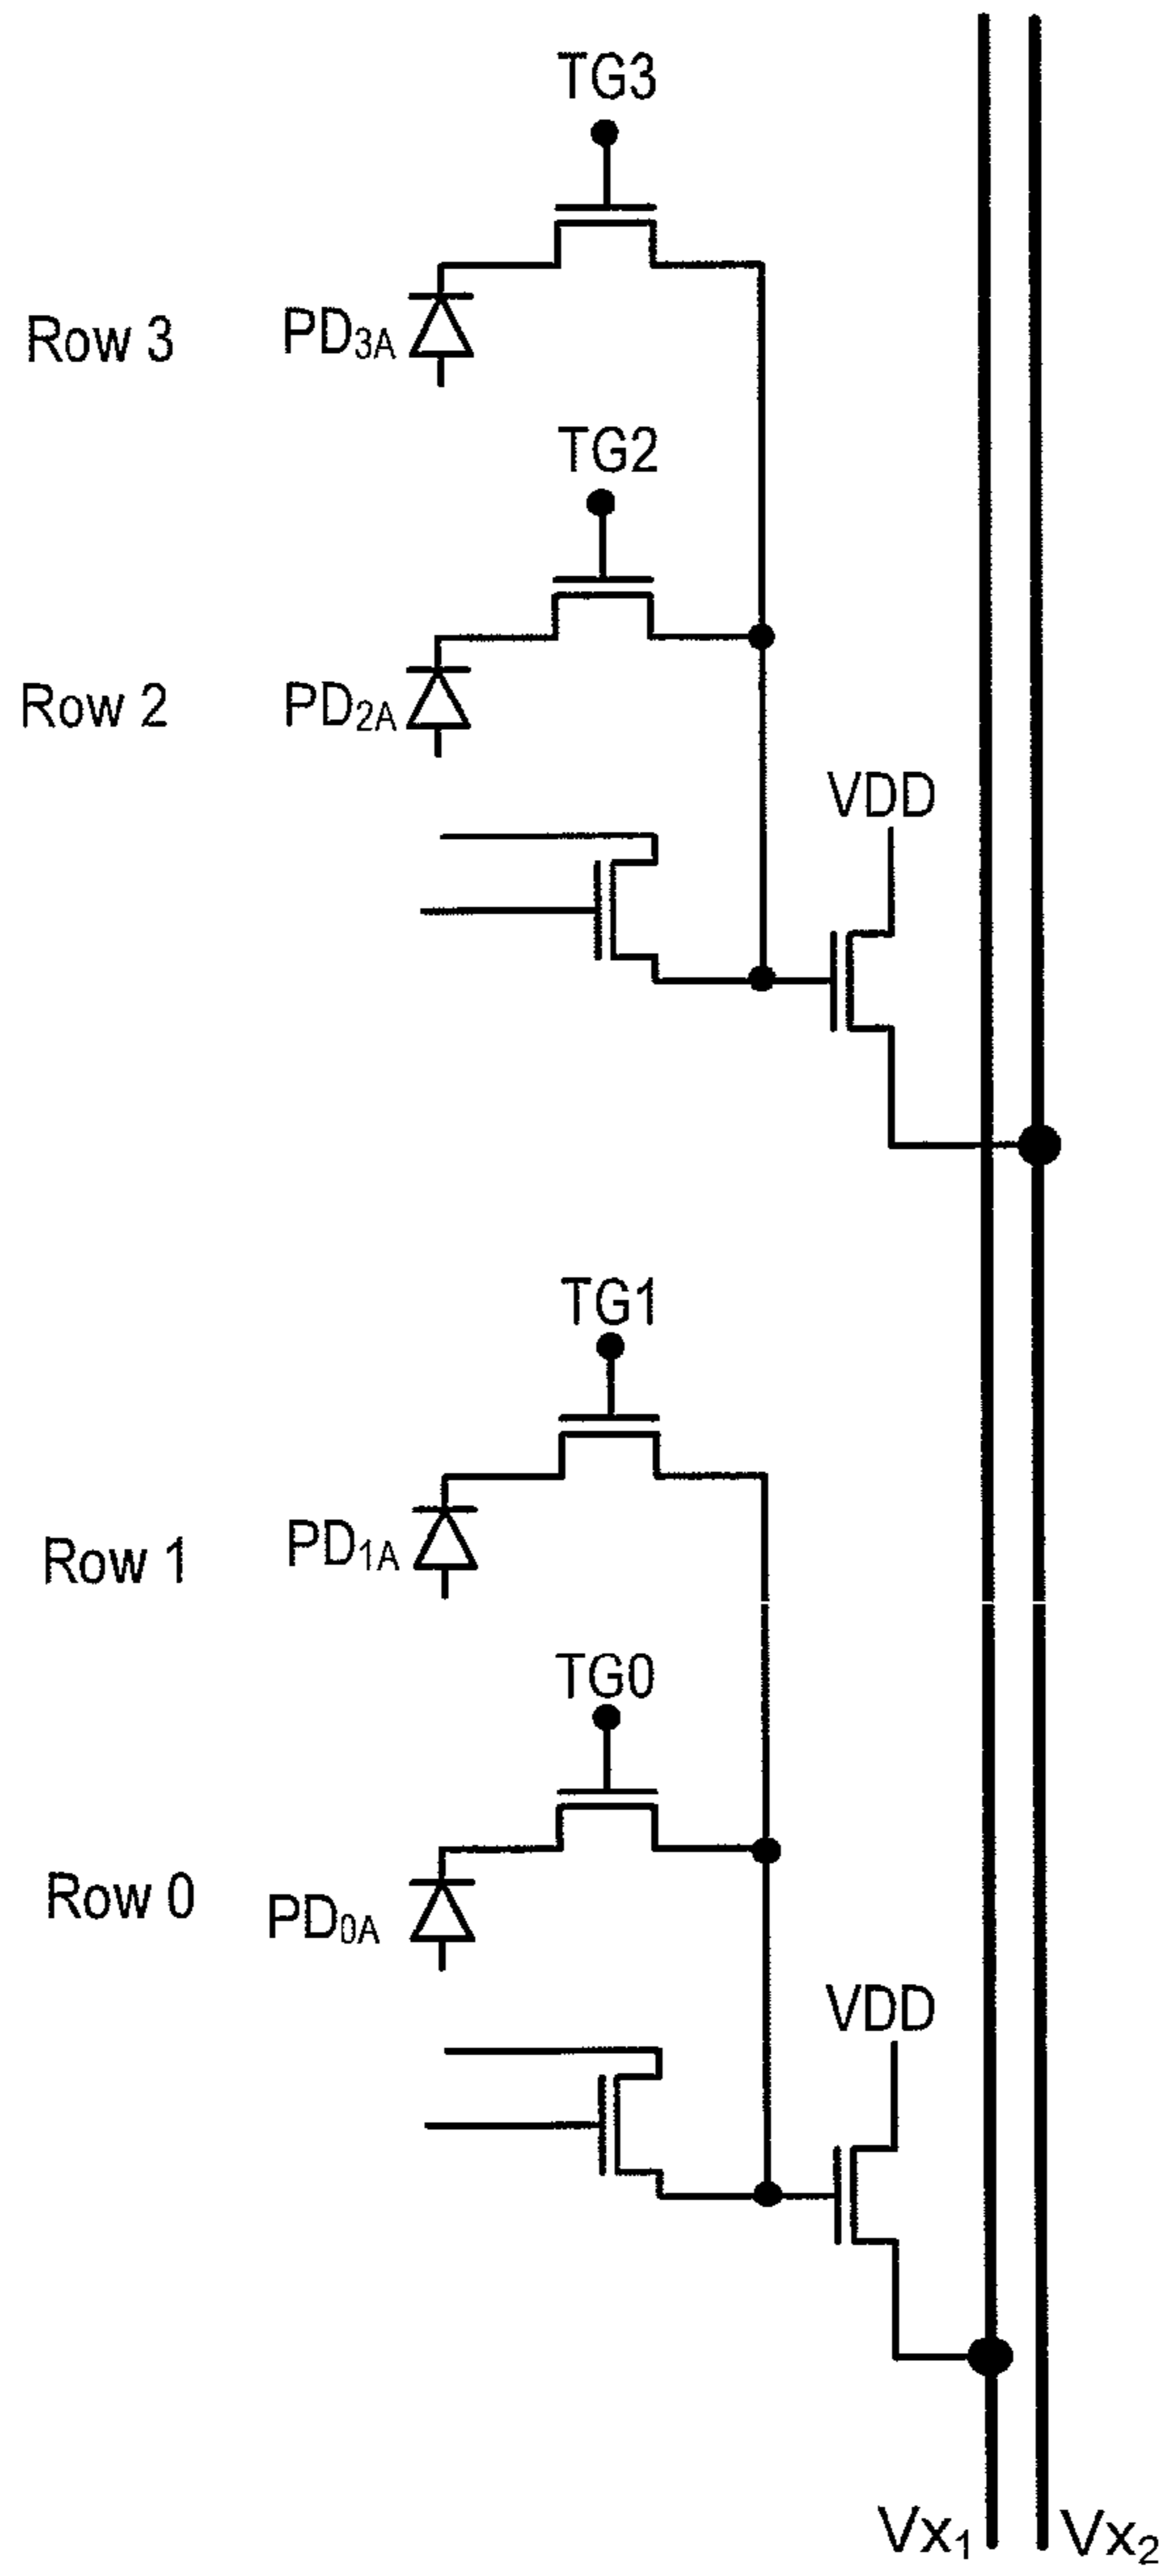 TG3
Row 3
PD3A
TG2
Row 2
PD2A
VDD
TG1
Row 1
PD1A
TG0
Row 0
PD0A
VDD
Vx1
Vx2